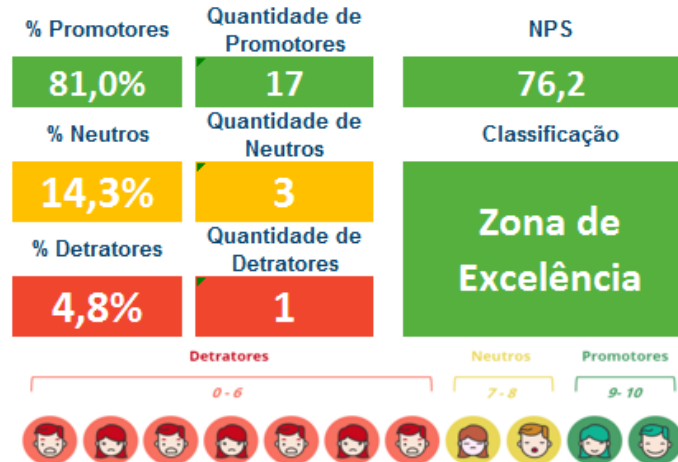 % Promotores
Quantidade de
Promotores
NPS
81,0%
17
76,2
% Neutros
Quantidade de
Neutros
Classificação
14,3%
3
Zona de
Excelência
% Detratores
Quantidade de
Detratores
4,8%
1
Detratores
Neutros
Promotores
0 - 6
7 - 8
9- 10